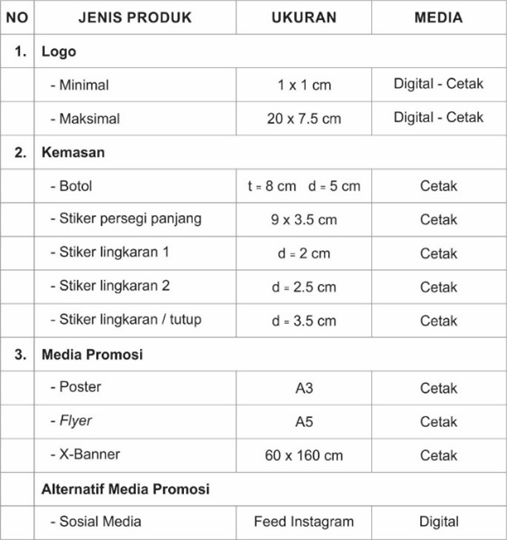 NO JENIS PRODUK UKURAN MEDIA
1. Logo
- Minimal 1 x 1 cm Digital - Cetak
- Maksimal 20 x 7.5 cm Digital - Cetak
2. Kemasan
- Botol t = 8 cm d = 5 cm Cetak
- Stiker persegi panjang 9 x 3.5 cm Cetak
- Stiker lingkaran 1 d = 2 cm Cetak
- Stiker lingkaran 2 d = 2.5 cm Cetak
- Stiker lingkaran / tutup d = 3.5 cm Cetak
3. Media Promosi
- Poster A3 Cetak
- Flyer A5 Cetak
- X-Banner 60 x 160 cm Cetak
Alternatif Media Promosi
- Sosial Media Feed Instagram Digital